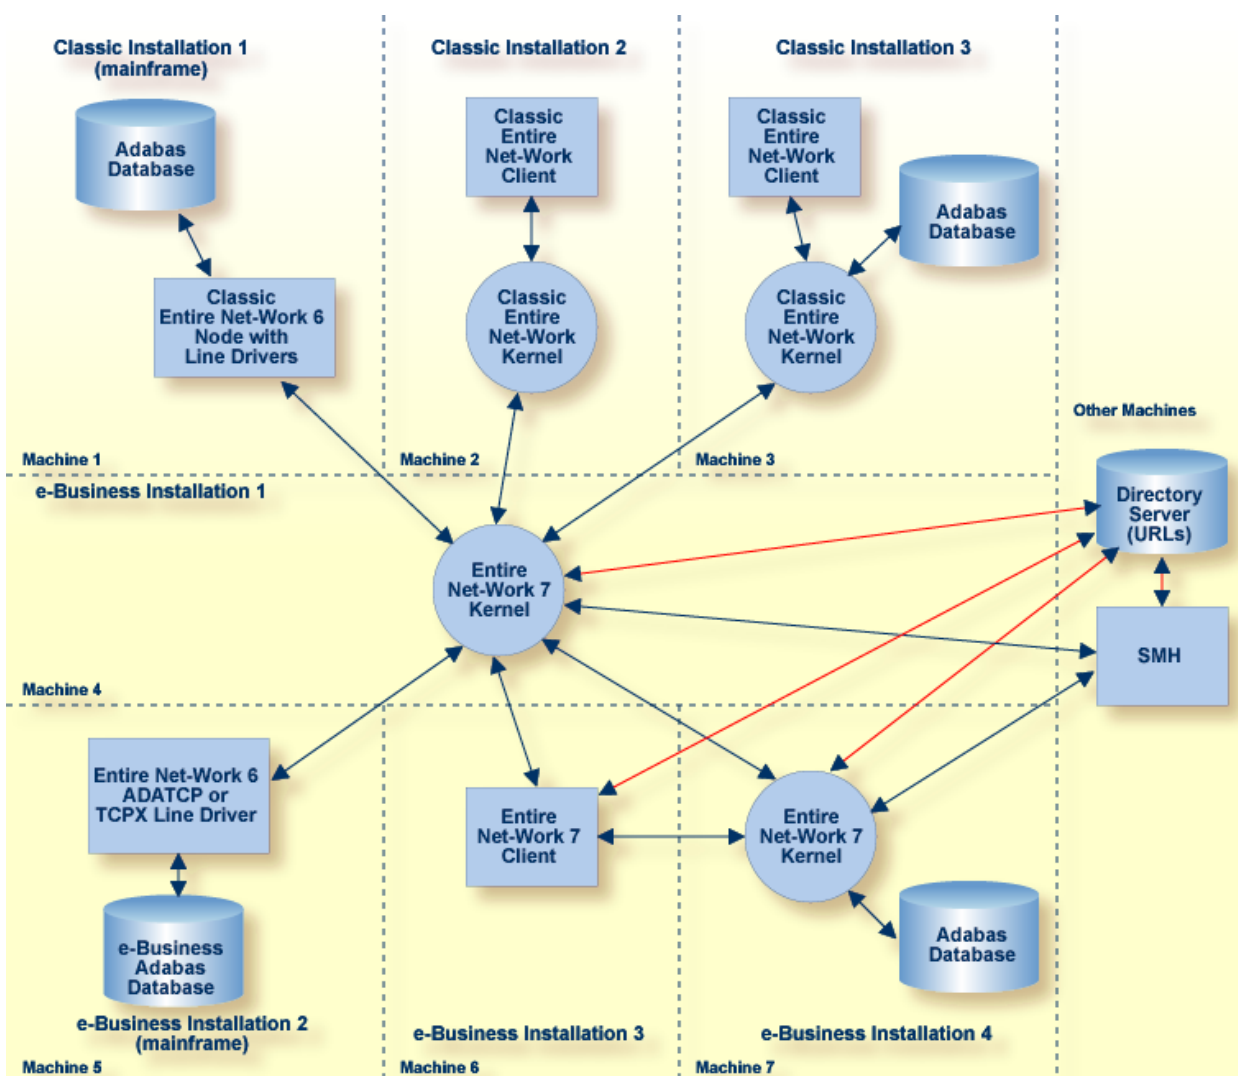 Classic Installation 1
(mainframe)
Adabas
Database
Classic
Entire Net-Work 6
Node with
Line Drivers
Machine 1
Classic Installation 2
Classic
Entire
Net-Work
Client
Classic
Entire
Net-Work
Kernel
Machine 2
Classic Installation 3
Classic
Entire
Net-Work
Client
Adabas
Database
Classic
Entire
Net-Work
Kernel
Machine 3
Other Machines
Directory
Server
(URLs)
SMH
e-Business Installation 1
Entire
Net-Work 7
Kernel
Machine 4
Entire Net-Work 6
ADATCP or
TCPX Line Driver
e-Business
Adabas
Database
e-Business Installation 2
(mainframe)
Machine 5
Entire
Net-Work 7
Client
e-Business Installation 3
Machine 6
Entire
Net-Work 7
Kernel
Adabas
Database
e-Business Installation 4
Machine 7